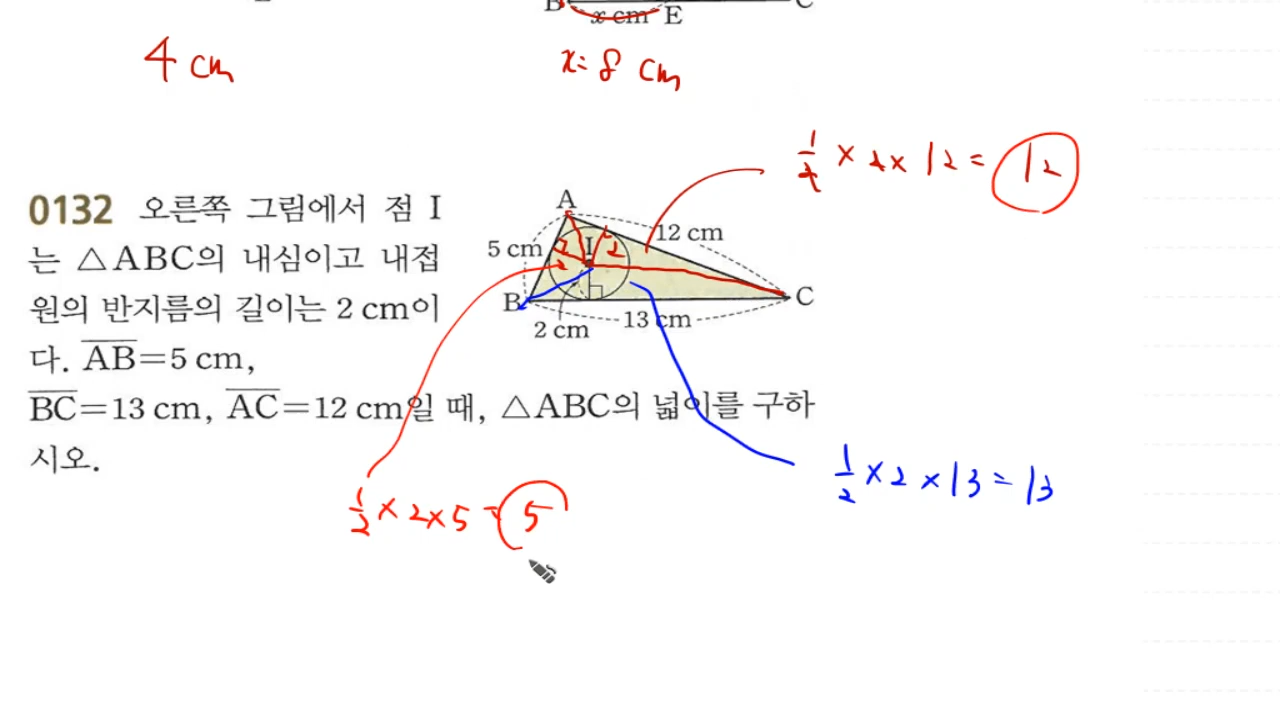 B x cm E C
4 cm
x= 8 cm
1/2 × 2 × 12 = 12
0132 오른쪽 그림에서 점 I
는 △ABC의 내심이고 내접
원의 반지름의 길이는 2 cm이
다. AB=5 cm,
BC=13 cm, AC=12 cm일 때, △ABC의 넓이를 구하
시오.
A
5 cm
I
2
2
2
12 cm
B
C
2 cm
13 cm
1/2 × 2 × 13 = 13
1/2 × 2 × 5 = 5